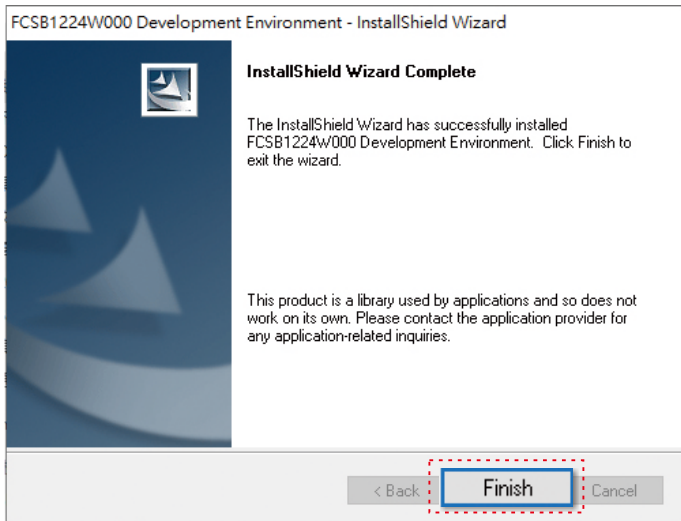 FCSB1224W000 Development Environment - InstallShield Wizard
InstallShield Wizard Complete
The InstallShield Wizard has successfully installed
FCSB1224W000 Development Environment. Click Finish to
exit the wizard.
This product is a library used by applications and so does not
work on its own. Please contact the application provider for
any application-related inquiries.
< Back
Finish
Cancel